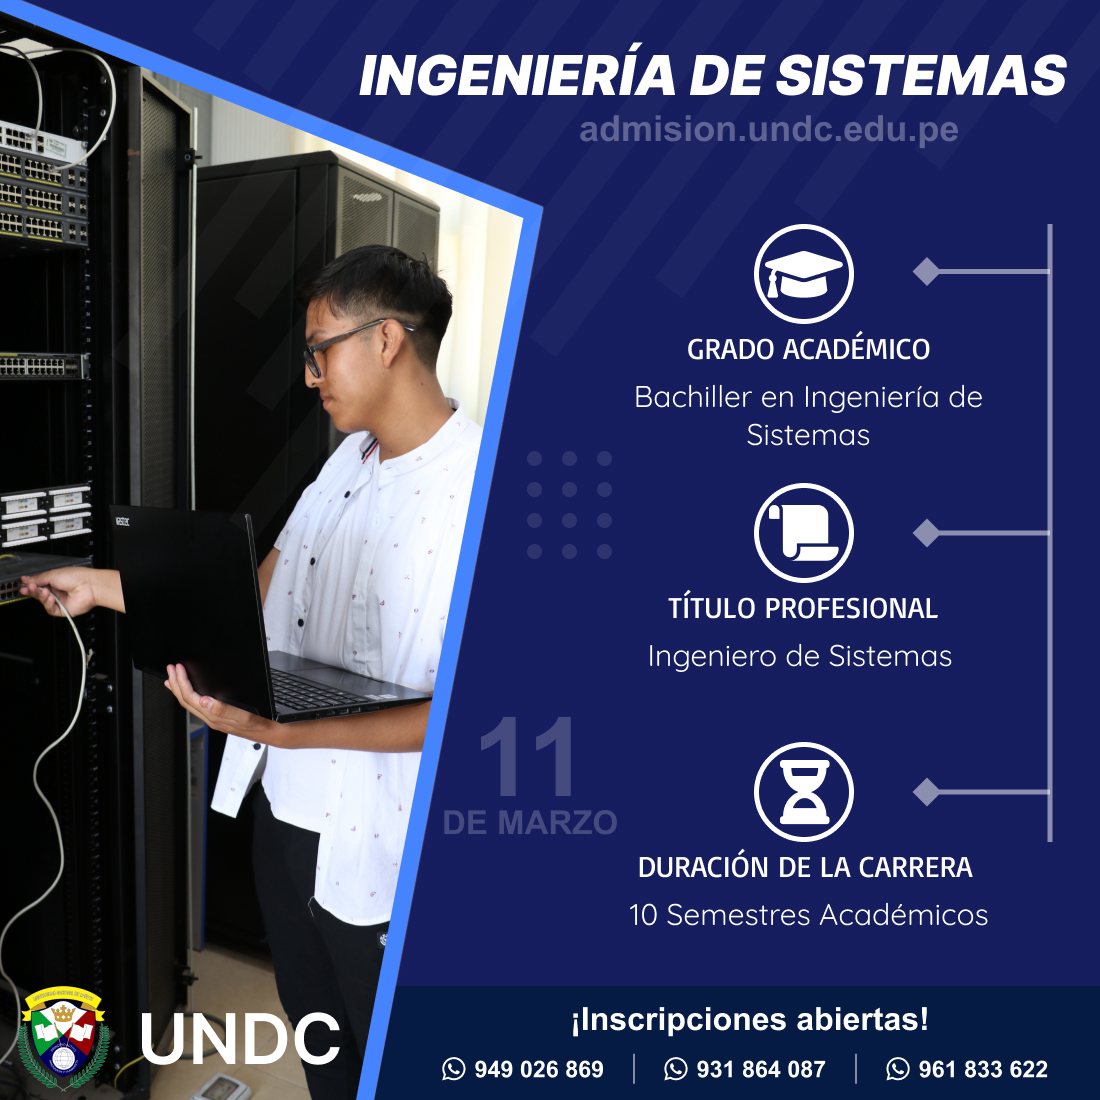 INGENIERÍA DE SISTEMAS
admision.undc.edu.pe
GRADO ACADÉMICO
Bachiller en Ingeniería de
Sistemas
TÍTULO PROFESIONAL
Ingeniero de Sistemas
11
DE MARZO
DURACIÓN DE LA CARRERA
10 Semestres Académicos
UNDC
¡Inscripciones abiertas!
949 026 869
931 864 087
961 833 622